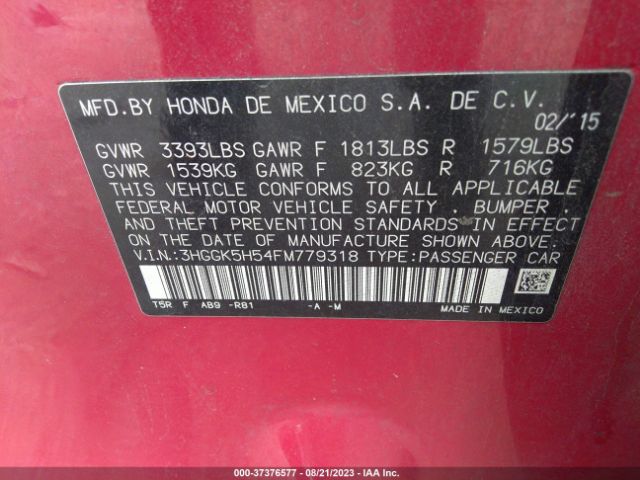 MFD.BY HONDA DE MEXICO S.A. DE C.V.
02/'15
GVWR 3393LBS GAWR F 1813LBS R 1579LBS
GVWR 1539KG GAWR F 823KG R 716KG
THIS VEHICLE CONFORMS TO ALL APPLICABLE
FEDERAL MOTOR VEHICLE SAFETY . BUMPER .
AND THEFT PREVENTION STANDARDS IN EFFECT
ON THE DATE OF MANUFACTURE SHOWN ABOVE.
V.I.N.:3HGGK5H54FM779318 TYPE:PASSENGER CAR
T5R F AB9 -R81 -A -M
MADE IN MEXICO
000-37376577 - 08/21/2023 - IAA Inc.